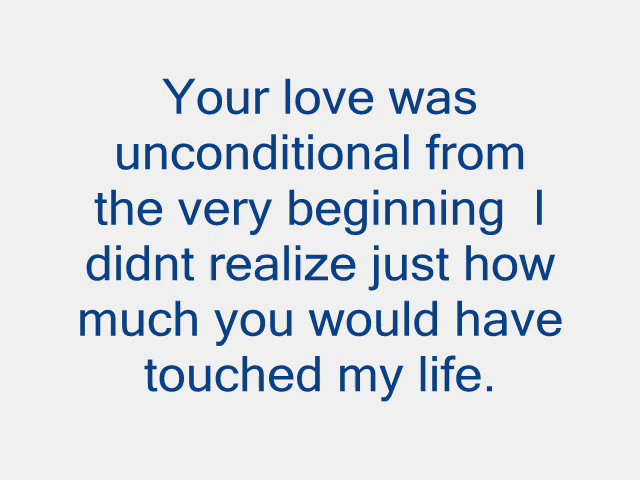 Your love was
unconditional from
the very beginning  I
didnt realize just how
much you would have
touched my life.